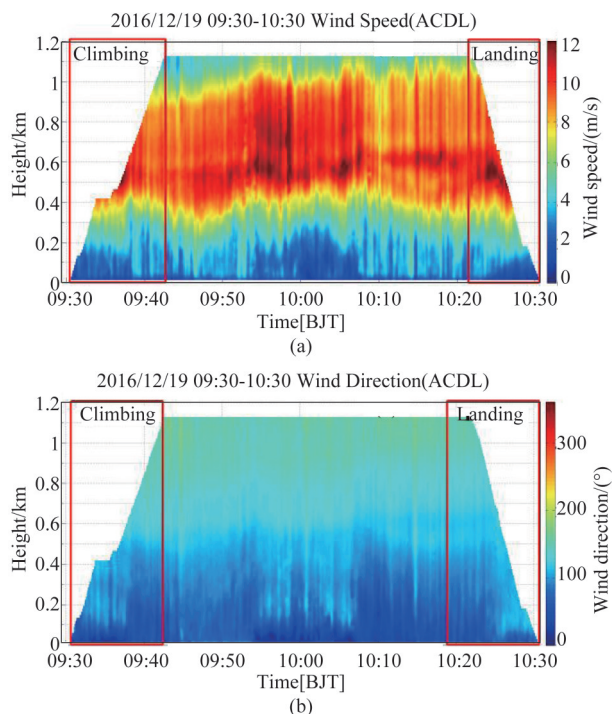 2016/12/19 09:30-10:30 Wind Speed(ACDL)
Climbing
Landing
1.2
1
0.8
0.6
0.4
0.2
0
Height/km
12
10
8
6
4
2
0
Wind speed/(m/s)
09:30 09:40 09:50 10:00 10:10 10:20 10:30
Time[BJT]
(a)
2016/12/19 09:30-10:30 Wind Direction(ACDL)
Climbing
Landing
1.2
1
0.8
0.6
0.4
0.2
0
Height/km
300
200
100
0
Wind direction/(°)
09:30 09:40 09:50 10:00 10:10 10:20 10:30
Time[BJT]
(b)